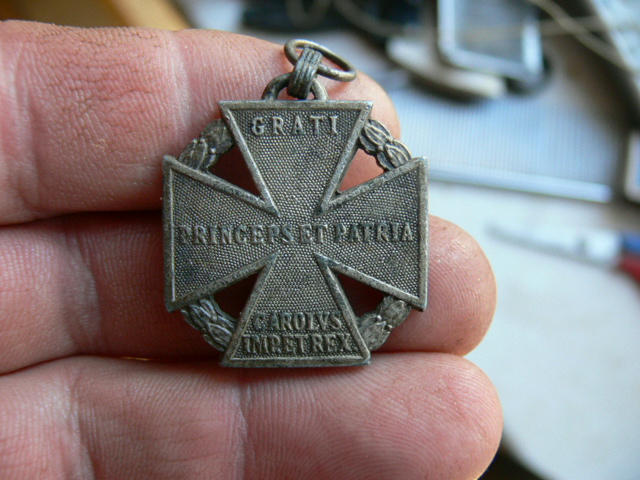 GRATI
PRINCEPS ET PATRIA
CAROLVS
IMP ET REX